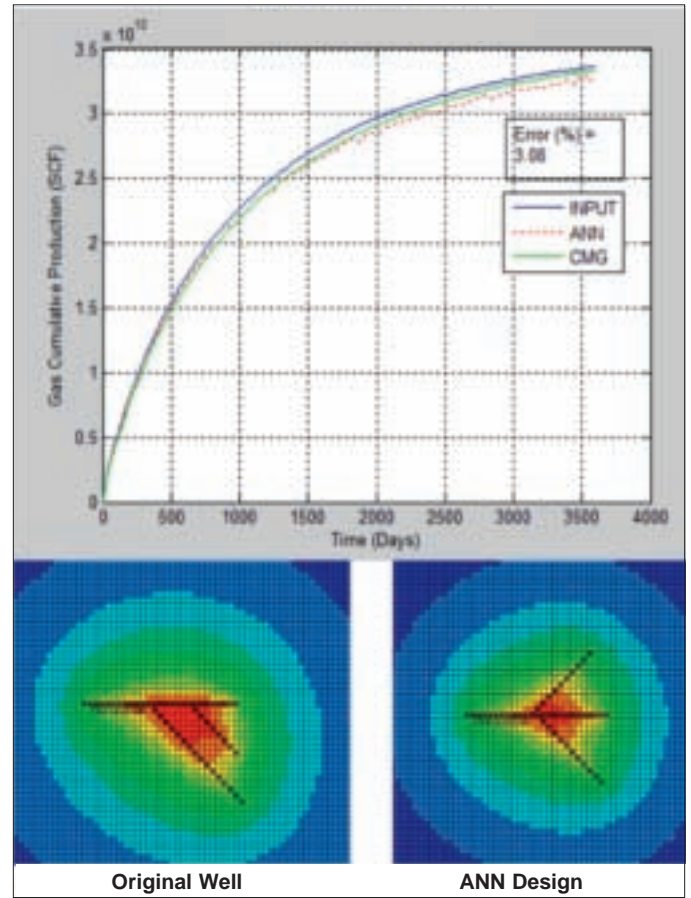 x 10^10
3.5
3
2.5
2
1.5
1
0.5
0
Gas Cumulative Production (SCF)
Error (%) =
3.08
INPUT
ANN
CMG
0 500 1000 1500 2000 2500 3000 3500 4000
Time (Days)
Original Well ANN Design